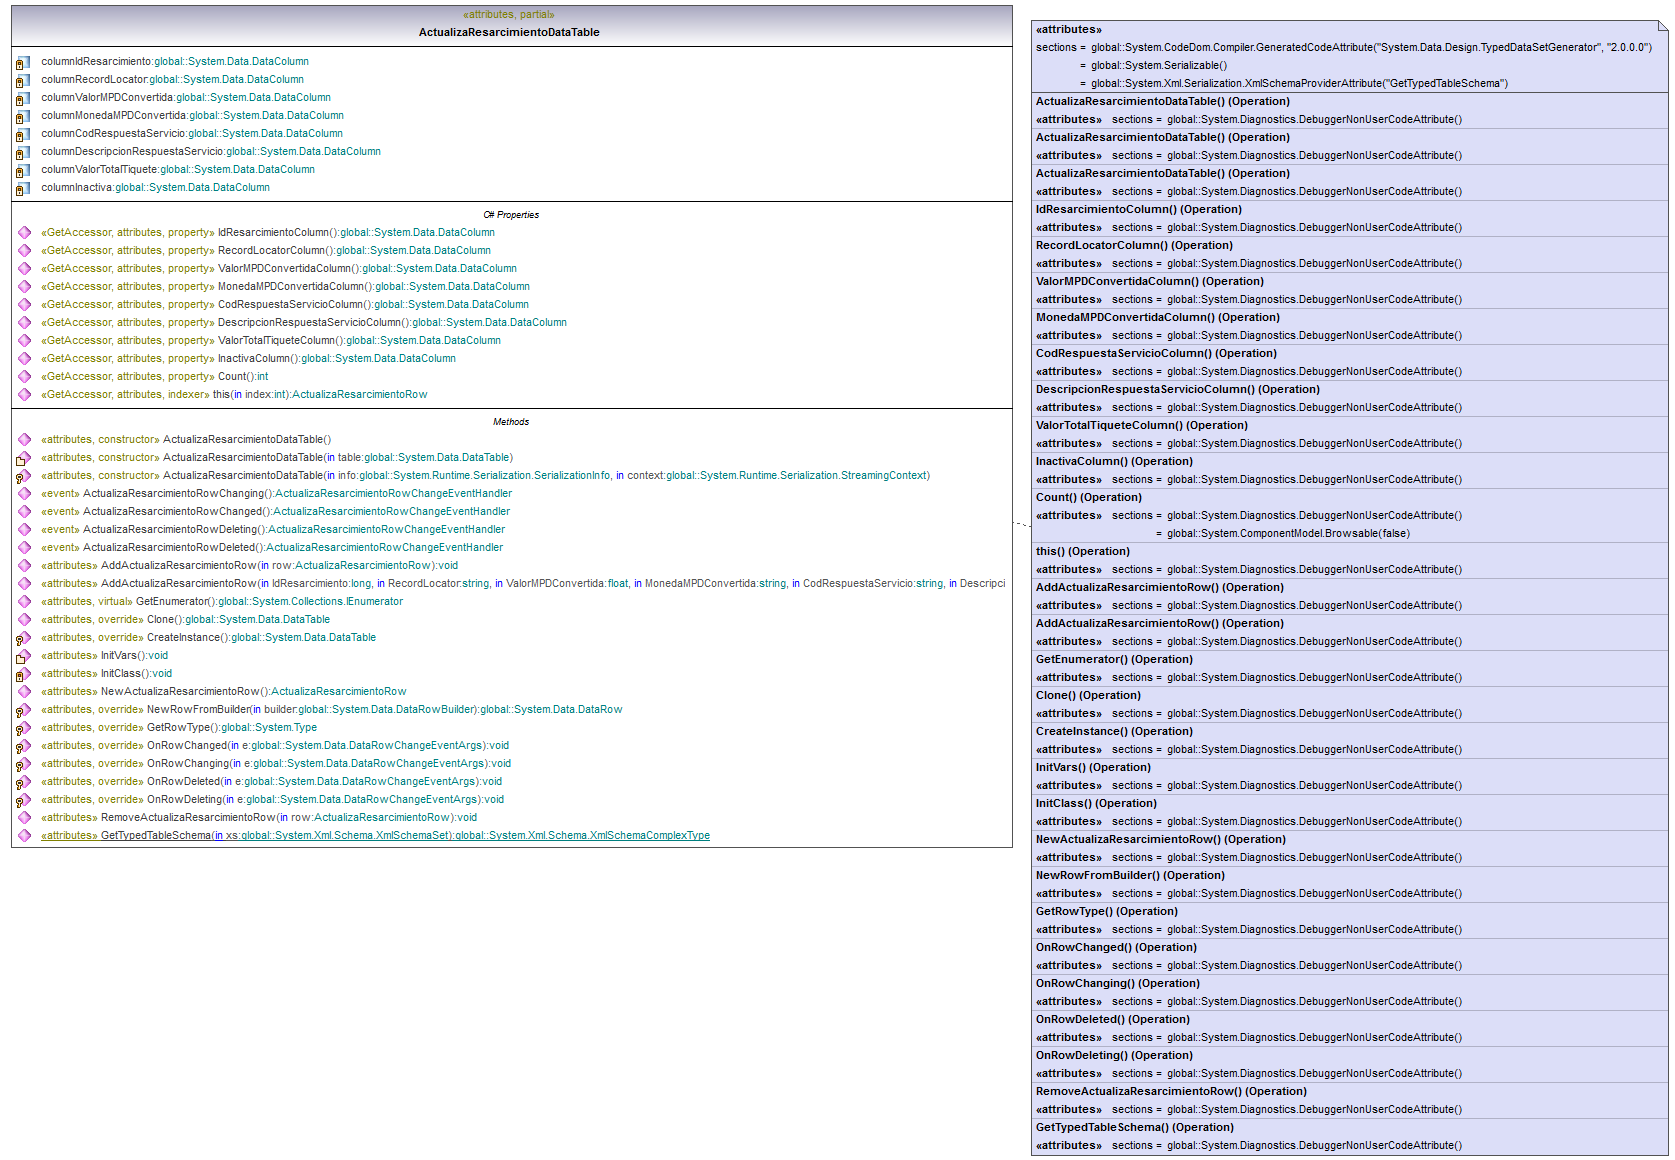 «attributes, partial»
ActualizaResarcimientoDataTable
columnIdResarcimiento:global::System.Data.DataColumn
columnRecordLocator:global::System.Data.DataColumn
columnValorMPDConvertida:global::System.Data.DataColumn
columnMonedaMPDConvertida:global::System.Data.DataColumn
columnCodRespuestaServicio:global::System.Data.DataColumn
columnDescripcionRespuestaServicio:global::System.Data.DataColumn
columnValorTotalTiquete:global::System.Data.DataColumn
columnInactiva:global::System.Data.DataColumn
C# Properties
«GetAccessor, attributes, property» IdResarcimientoColumn():global::System.Data.DataColumn
«GetAccessor, attributes, property» RecordLocatorColumn():global::System.Data.DataColumn
«GetAccessor, attributes, property» ValorMPDConvertidaColumn():global::System.Data.DataColumn
«GetAccessor, attributes, property» MonedaMPDConvertidaColumn():global::System.Data.DataColumn
«GetAccessor, attributes, property» CodRespuestaServicioColumn():global::System.Data.DataColumn
«GetAccessor, attributes, property» DescripcionRespuestaServicioColumn():global::System.Data.DataColumn
«GetAccessor, attributes, property» ValorTotalTiqueteColumn():global::System.Data.DataColumn
«GetAccessor, attributes, property» InactivaColumn():global::System.Data.DataColumn
«GetAccessor, attributes, property» Count():int
«GetAccessor, attributes, indexer» this(in index:int):ActualizaResarcimientoRow
Methods
«attributes, constructor» ActualizaResarcimientoDataTable()
«attributes, constructor» ActualizaResarcimientoDataTable(in table:global::System.Data.DataTable)
«attributes, constructor» ActualizaResarcimientoDataTable(in info:global::System.Runtime.Serialization.SerializationInfo, in context:global::System.Runtime.Serialization.StreamingContext)
«event» ActualizaResarcimientoRowChanging():ActualizaResarcimientoRowChangeEventHandler
«event» ActualizaResarcimientoRowChanged():ActualizaResarcimientoRowChangeEventHandler
«event» ActualizaResarcimientoRowDeleting():ActualizaResarcimientoRowChangeEventHandler
«event» ActualizaResarcimientoRowDeleted():ActualizaResarcimientoRowChangeEventHandler
«attributes» AddActualizaResarcimientoRow(in row:ActualizaResarcimientoRow):void
«attributes» AddActualizaResarcimientoRow(in IdResarcimiento:long, in RecordLocator:string, in ValorMPDConvertida:float, in MonedaMPDConvertida:string, in CodRespuestaServicio:string, in Descripci
«attributes, virtual» GetEnumerator():global::System.Collections.IEnumerator
«attributes, override» Clone():global::System.Data.DataTable
«attributes, override» CreateInstance():global::System.Data.DataTable
«attributes» InitVars():void
«attributes» InitClass():void
«attributes» NewActualizaResarcimientoRow():ActualizaResarcimientoRow
«attributes, override» NewRowFromBuilder(in builder:global::System.Data.DataRowBuilder):global::System.Data.DataRow
«attributes, override» GetRowType():global::System.Type
«attributes, override» OnRowChanged(in e:global::System.Data.DataRowChangeEventArgs):void
«attributes, override» OnRowChanging(in e:global::System.Data.DataRowChangeEventArgs):void
«attributes, override» OnRowDeleted(in e:global::System.Data.DataRowChangeEventArgs):void
«attributes, override» OnRowDeleting(in e:global::System.Data.DataRowChangeEventArgs):void
«attributes» RemoveActualizaResarcimientoRow(in row:ActualizaResarcimientoRow):void
«attributes» GetTypedTableSchema(in xs:global::System.Xml.Schema.XmlSchemaSet):global::System.Xml.Schema.XmlSchemaComplexType
«attributes»
sections = global::System.CodeDom.Compiler.GeneratedCodeAttribute("System.Data.Design.TypedDataSetGenerator", "2.0.0.0")
= global::System.Serializable()
= global::System.Xml.Serialization.XmlSchemaProviderAttribute("GetTypedTableSchema")
ActualizaResarcimientoDataTable() (Operation)
«attributes» sections = global::System.Diagnostics.DebuggerNonUserCodeAttribute()
ActualizaResarcimientoDataTable() (Operation)
«attributes» sections = global::System.Diagnostics.DebuggerNonUserCodeAttribute()
ActualizaResarcimientoDataTable() (Operation)
«attributes» sections = global::System.Diagnostics.DebuggerNonUserCodeAttribute()
IdResarcimientoColumn() (Operation)
«attributes» sections = global::System.Diagnostics.DebuggerNonUserCodeAttribute()
RecordLocatorColumn() (Operation)
«attributes» sections = global::System.Diagnostics.DebuggerNonUserCodeAttribute()
ValorMPDConvertidaColumn() (Operation)
«attributes» sections = global::System.Diagnostics.DebuggerNonUserCodeAttribute()
MonedaMPDConvertidaColumn() (Operation)
«attributes» sections = global::System.Diagnostics.DebuggerNonUserCodeAttribute()
CodRespuestaServicioColumn() (Operation)
«attributes» sections = global::System.Diagnostics.DebuggerNonUserCodeAttribute()
DescripcionRespuestaServicioColumn() (Operation)
«attributes» sections = global::System.Diagnostics.DebuggerNonUserCodeAttribute()
ValorTotalTiqueteColumn() (Operation)
«attributes» sections = global::System.Diagnostics.DebuggerNonUserCodeAttribute()
InactivaColumn() (Operation)
«attributes» sections = global::System.Diagnostics.DebuggerNonUserCodeAttribute()
Count() (Operation)
«attributes» sections = global::System.Diagnostics.DebuggerNonUserCodeAttribute()
= global::System.ComponentModel.Browsable(false)
this() (Operation)
«attributes» sections = global::System.Diagnostics.DebuggerNonUserCodeAttribute()
AddActualizaResarcimientoRow() (Operation)
«attributes» sections = global::System.Diagnostics.DebuggerNonUserCodeAttribute()
AddActualizaResarcimientoRow() (Operation)
«attributes» sections = global::System.Diagnostics.DebuggerNonUserCodeAttribute()
GetEnumerator() (Operation)
«attributes» sections = global::System.Diagnostics.DebuggerNonUserCodeAttribute()
Clone() (Operation)
«attributes» sections = global::System.Diagnostics.DebuggerNonUserCodeAttribute()
CreateInstance() (Operation)
«attributes» sections = global::System.Diagnostics.DebuggerNonUserCodeAttribute()
InitVars() (Operation)
«attributes» sections = global::System.Diagnostics.DebuggerNonUserCodeAttribute()
InitClass() (Operation)
«attributes» sections = global::System.Diagnostics.DebuggerNonUserCodeAttribute()
NewActualizaResarcimientoRow() (Operation)
«attributes» sections = global::System.Diagnostics.DebuggerNonUserCodeAttribute()
NewRowFromBuilder() (Operation)
«attributes» sections = global::System.Diagnostics.DebuggerNonUserCodeAttribute()
GetRowType() (Operation)
«attributes» sections = global::System.Diagnostics.DebuggerNonUserCodeAttribute()
OnRowChanged() (Operation)
«attributes» sections = global::System.Diagnostics.DebuggerNonUserCodeAttribute()
OnRowChanging() (Operation)
«attributes» sections = global::System.Diagnostics.DebuggerNonUserCodeAttribute()
OnRowDeleted() (Operation)
«attributes» sections = global::System.Diagnostics.DebuggerNonUserCodeAttribute()
OnRowDeleting() (Operation)
«attributes» sections = global::System.Diagnostics.DebuggerNonUserCodeAttribute()
RemoveActualizaResarcimientoRow() (Operation)
«attributes» sections = global::System.Diagnostics.DebuggerNonUserCodeAttribute()
GetTypedTableSchema() (Operation)
«attributes» sections = global::System.Diagnostics.DebuggerNonUserCodeAttribute()